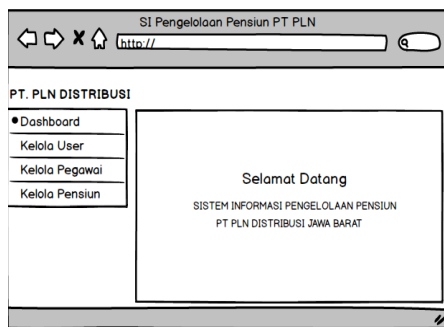 SI Pengelolaan Pensiun PT PLN
http://
PT. PLN DISTRIBUSI
Dashboard
Kelola User
Kelola Pegawai
Kelola Pensiun
Selamat Datang
SISTEM INFORMASI PENGELOLAAN PENSIUN
PT PLN DISTRIBUSI JAWA BARAT